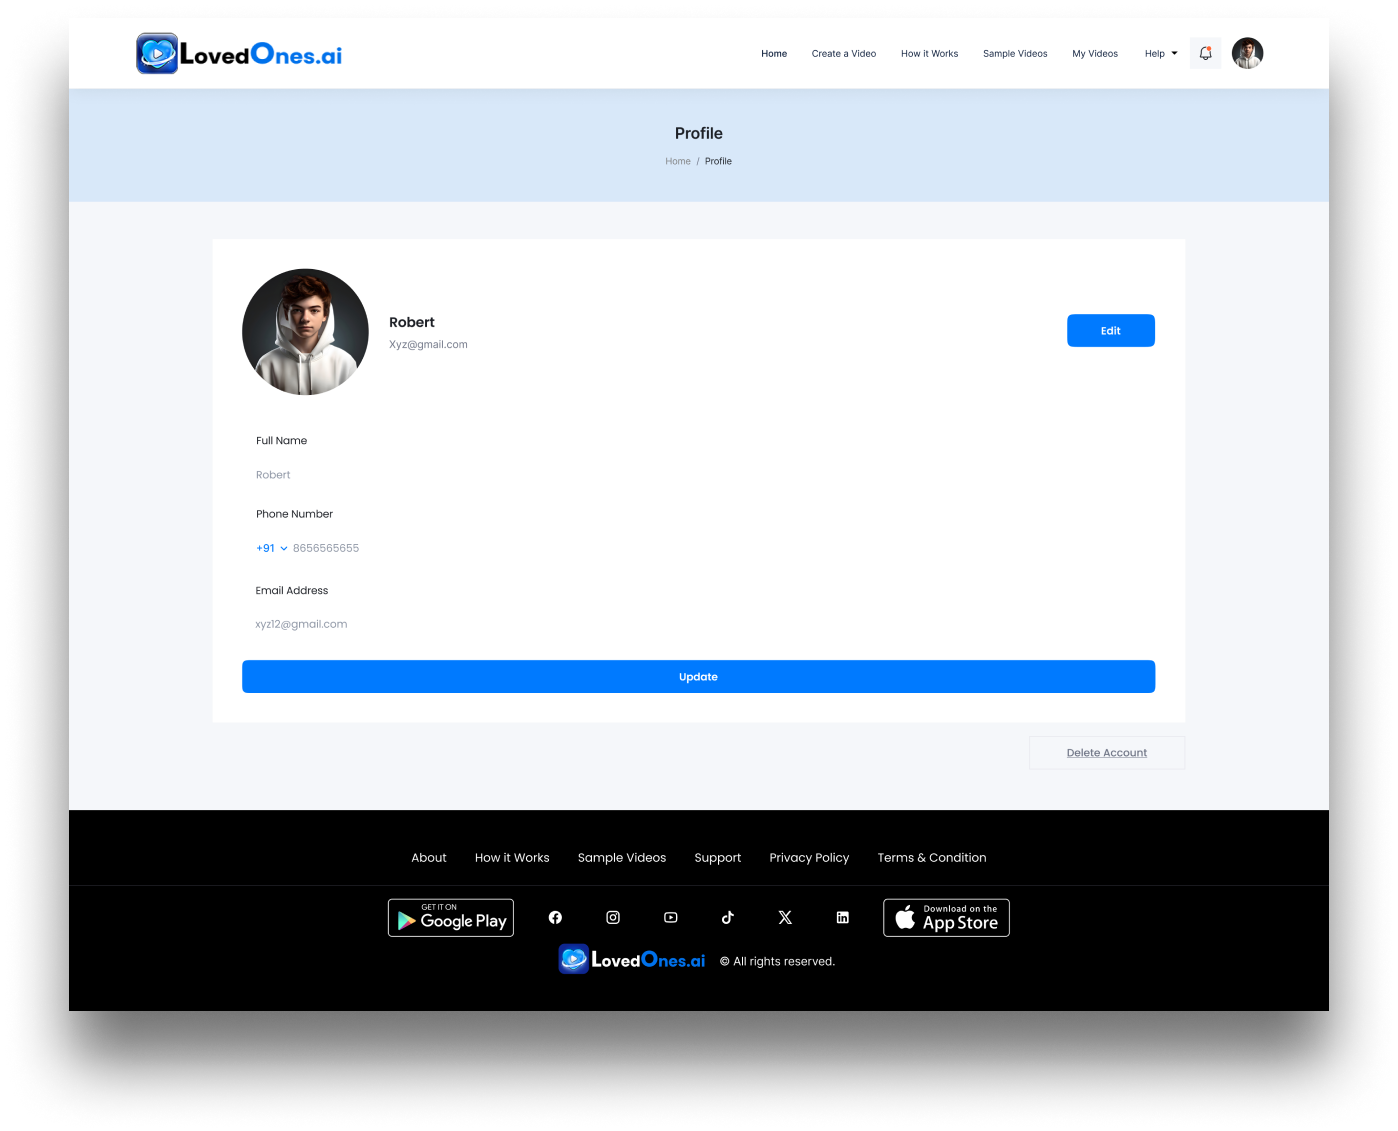 LovedOnes.ai
Home Create a Video How it Works Sample Videos My Videos Help
Profile
Home / Profile
Robert
Xyz@gmail.com
Edit
Full Name
Robert
Phone Number
+91 8656565655
Email Address
xyz12@gmail.com
Update
Delete Account
About How it Works Sample Videos Support Privacy Policy Terms & Condition
GET IT ON
Google Play
Download on the
App Store
LovedOnes.ai © All rights reserved.